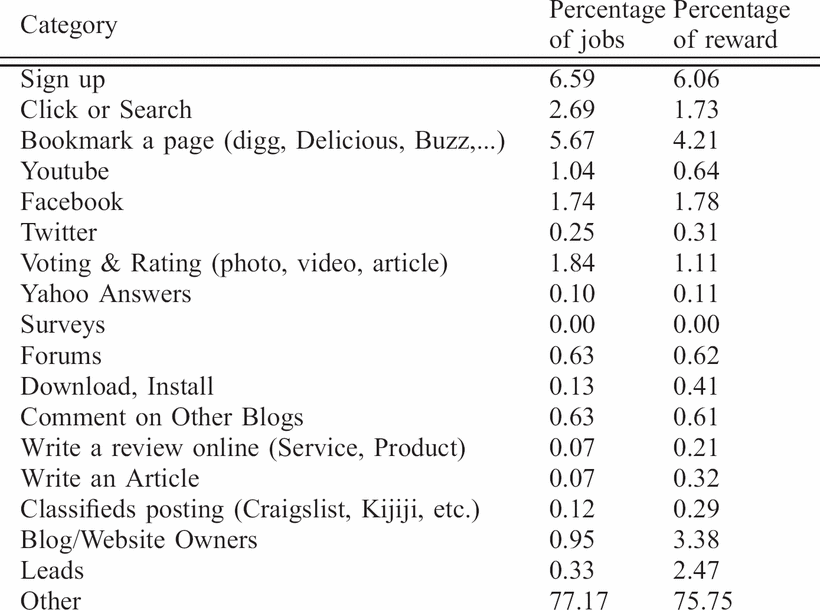 Category Percentage of jobs Percentage of reward
Sign up 6.59 6.06
Click or Search 2.69 1.73
Bookmark a page (digg, Delicious, Buzz,...) 5.67 4.21
Youtube 1.04 0.64
Facebook 1.74 1.78
Twitter 0.25 0.31
Voting & Rating (photo, video, article) 1.84 1.11
Yahoo Answers 0.10 0.11
Surveys 0.00 0.00
Forums 0.63 0.62
Download, Install 0.13 0.41
Comment on Other Blogs 0.63 0.61
Write a review online (Service, Product) 0.07 0.21
Write an Article 0.07 0.32
Classifieds posting (Craigslist, Kijiji, etc.) 0.12 0.29
Blog/Website Owners 0.95 3.38
Leads 0.33 2.47
Other 77.17 75.75